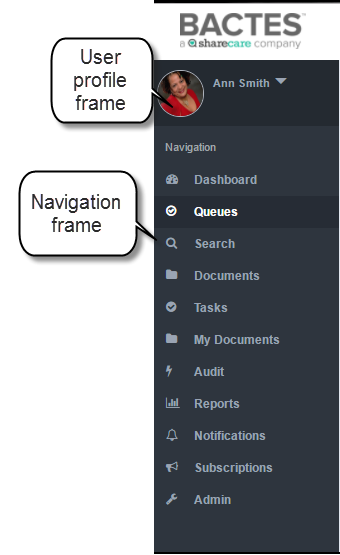 BACTES™
a sharecare company
User
profile
frame
Ann Smith
Navigation
Dashboard
Queues
Navigation
frame
Search
Documents
Tasks
My Documents
Audit
Reports
Notifications
Subscriptions
Admin